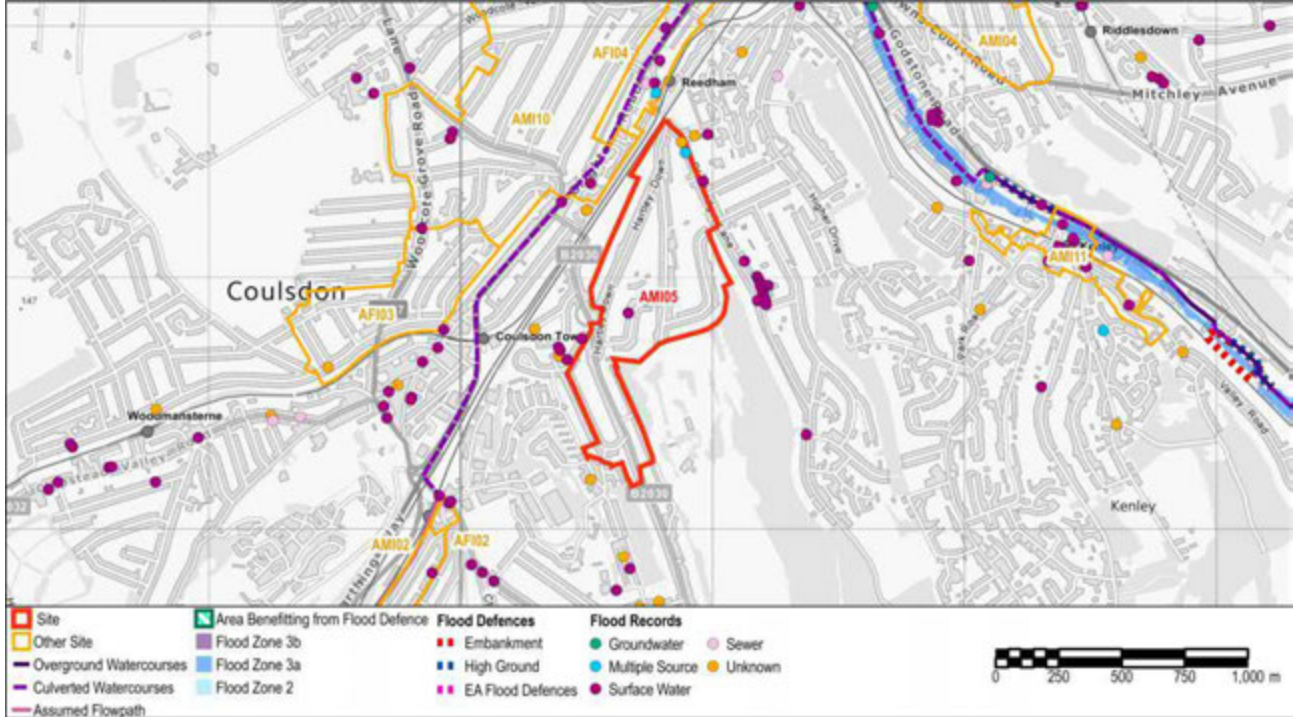 Riddlesdown
AMI04
AFI04
Reedham
Godstone Road
Mitchley Avenue
AMI10
Woodcote Grove Road
Hartley Down
Higher Drive
Lane
B2030
Kenley
AMI11
147
Coulsdon
AMI05
AFI03
Coulsdon Town
Park Road
Woodmansterne
Valley Road
B2030
Kenley
AMI02
AFI02
Site
Other Site
Overground Watercourses
Culverted Watercourses
Assumed Flowpath
Area Benefitting from Flood Defence
Flood Zone 3b
Flood Zone 3a
Flood Zone 2
Flood Defences
Embankment
High Ground
EA Flood Defences
Flood Records
Groundwater
Multiple Source
Surface Water
Sewer
Unknown
0 250 500 750 1,000 m